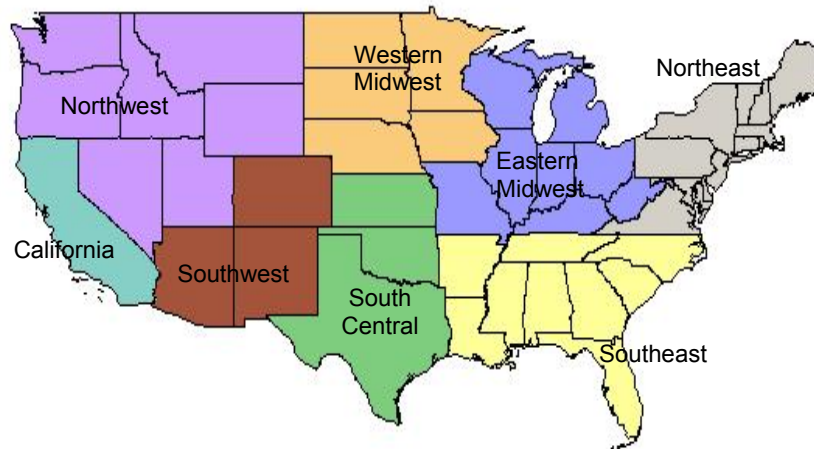 Western
Midwest
Northeast
Northwest
Eastern
Midwest
California
Southwest
South
Central
Southeast